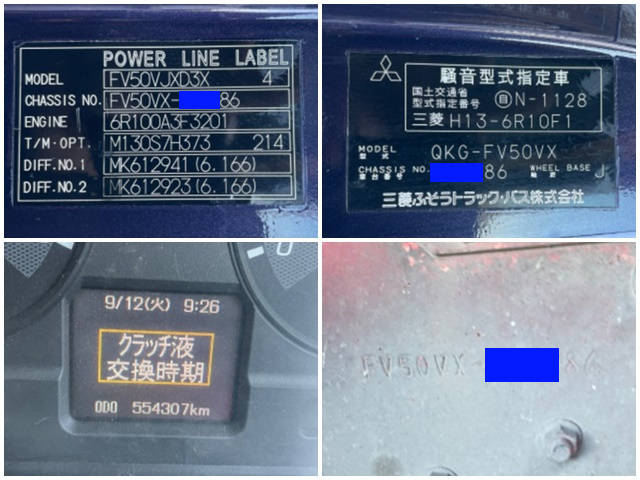 POWER LINE LABEL
MODEL FV50VJXD3X 4
CHASSIS NO. FV50VX- 86
ENGINE 6R100A3F3201
T/M・OPT. M130S7H373 214
DIFF.NO.1 MK612941(6.166)
DIFF.NO.2 MK612923(6.166)
騒音型式指定車
国土交通省
型式指定番号 自N-1128
三菱 H13-6R10F1
MODEL
型式 QKG-FV50VX
CHASSIS NO. 86 WHEEL BASE J
車台番号 軸距
三菱ふそうトラック・バス株式会社
0
9/12(火) 9:26
クラッチ液
交換時期
ODO 554307km
FV50VX- 86